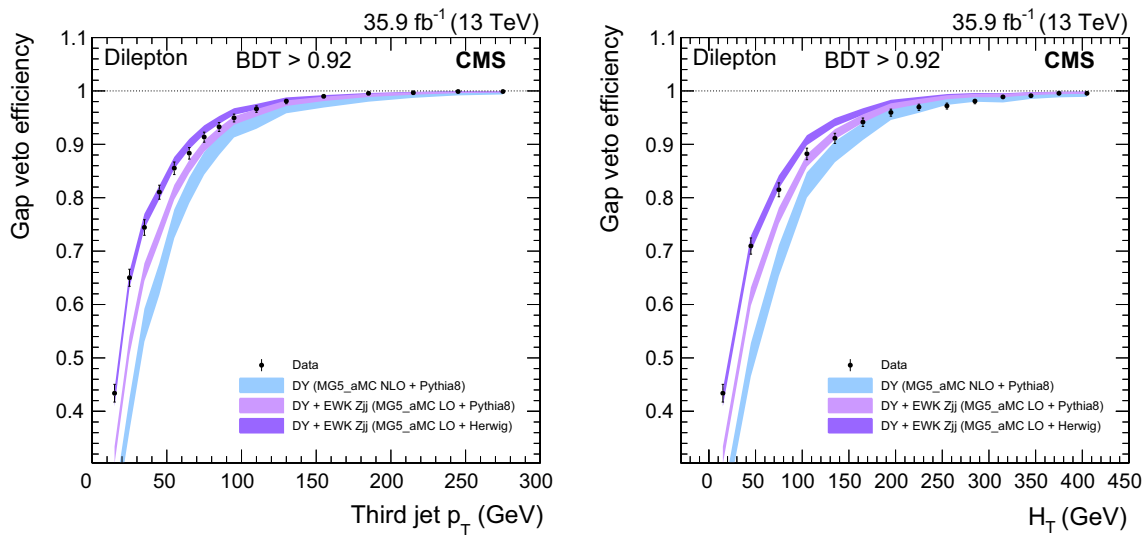 35.9 fb⁻¹ (13 TeV)
Dilepton BDT > 0.92 CMS
Gap veto efficiency
1.1
1
0.9
0.8
0.7
0.6
0.5
0.4
Data
DY (MG5_aMC NLO + Pythia8)
DY + EWK Zjj (MG5_aMC LO + Pythia8)
DY + EWK Zjj (MG5_aMC LO + Herwig)
0 50 100 150 200 250 300
Third jet p_T (GeV)
35.9 fb⁻¹ (13 TeV)
Dilepton BDT > 0.92 CMS
Gap veto efficiency
1.1
1
0.9
0.8
0.7
0.6
0.5
0.4
Data
DY (MG5_aMC NLO + Pythia8)
DY + EWK Zjj (MG5_aMC LO + Pythia8)
DY + EWK Zjj (MG5_aMC LO + Herwig)
0 50 100 150 200 250 300 350 400 450
H_T (GeV)